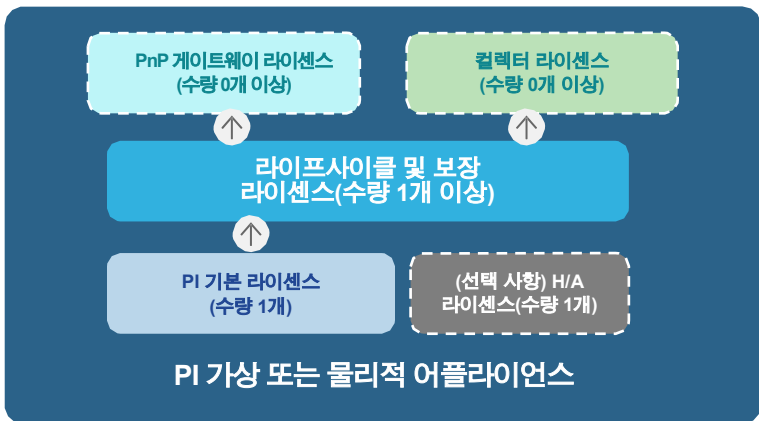 PnP 게이트웨이 라이센스
(수량 0개 이상)
컬렉터 라이센스
(수량 0개 이상)
라이프사이클 및 보장
라이센스(수량 1개 이상)
PI 기본 라이센스
(수량 1개)
(선택 사항) H/A
라이센스(수량 1개)
PI 가상 또는 물리적 어플라이언스